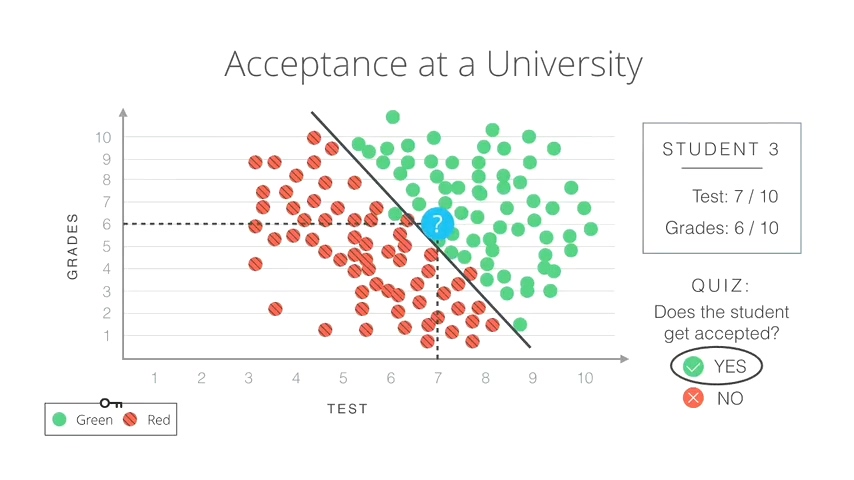 Acceptance at a University
GRADES
10
9
8
7
6
5
4
3
2
1
?
1 2 3 4 5 6 7 8 9 10
TEST
Green Red
STUDENT 3
Test: 7 / 10
Grades: 6 / 10
QUIZ:
Does the student
get accepted?
YES
NO